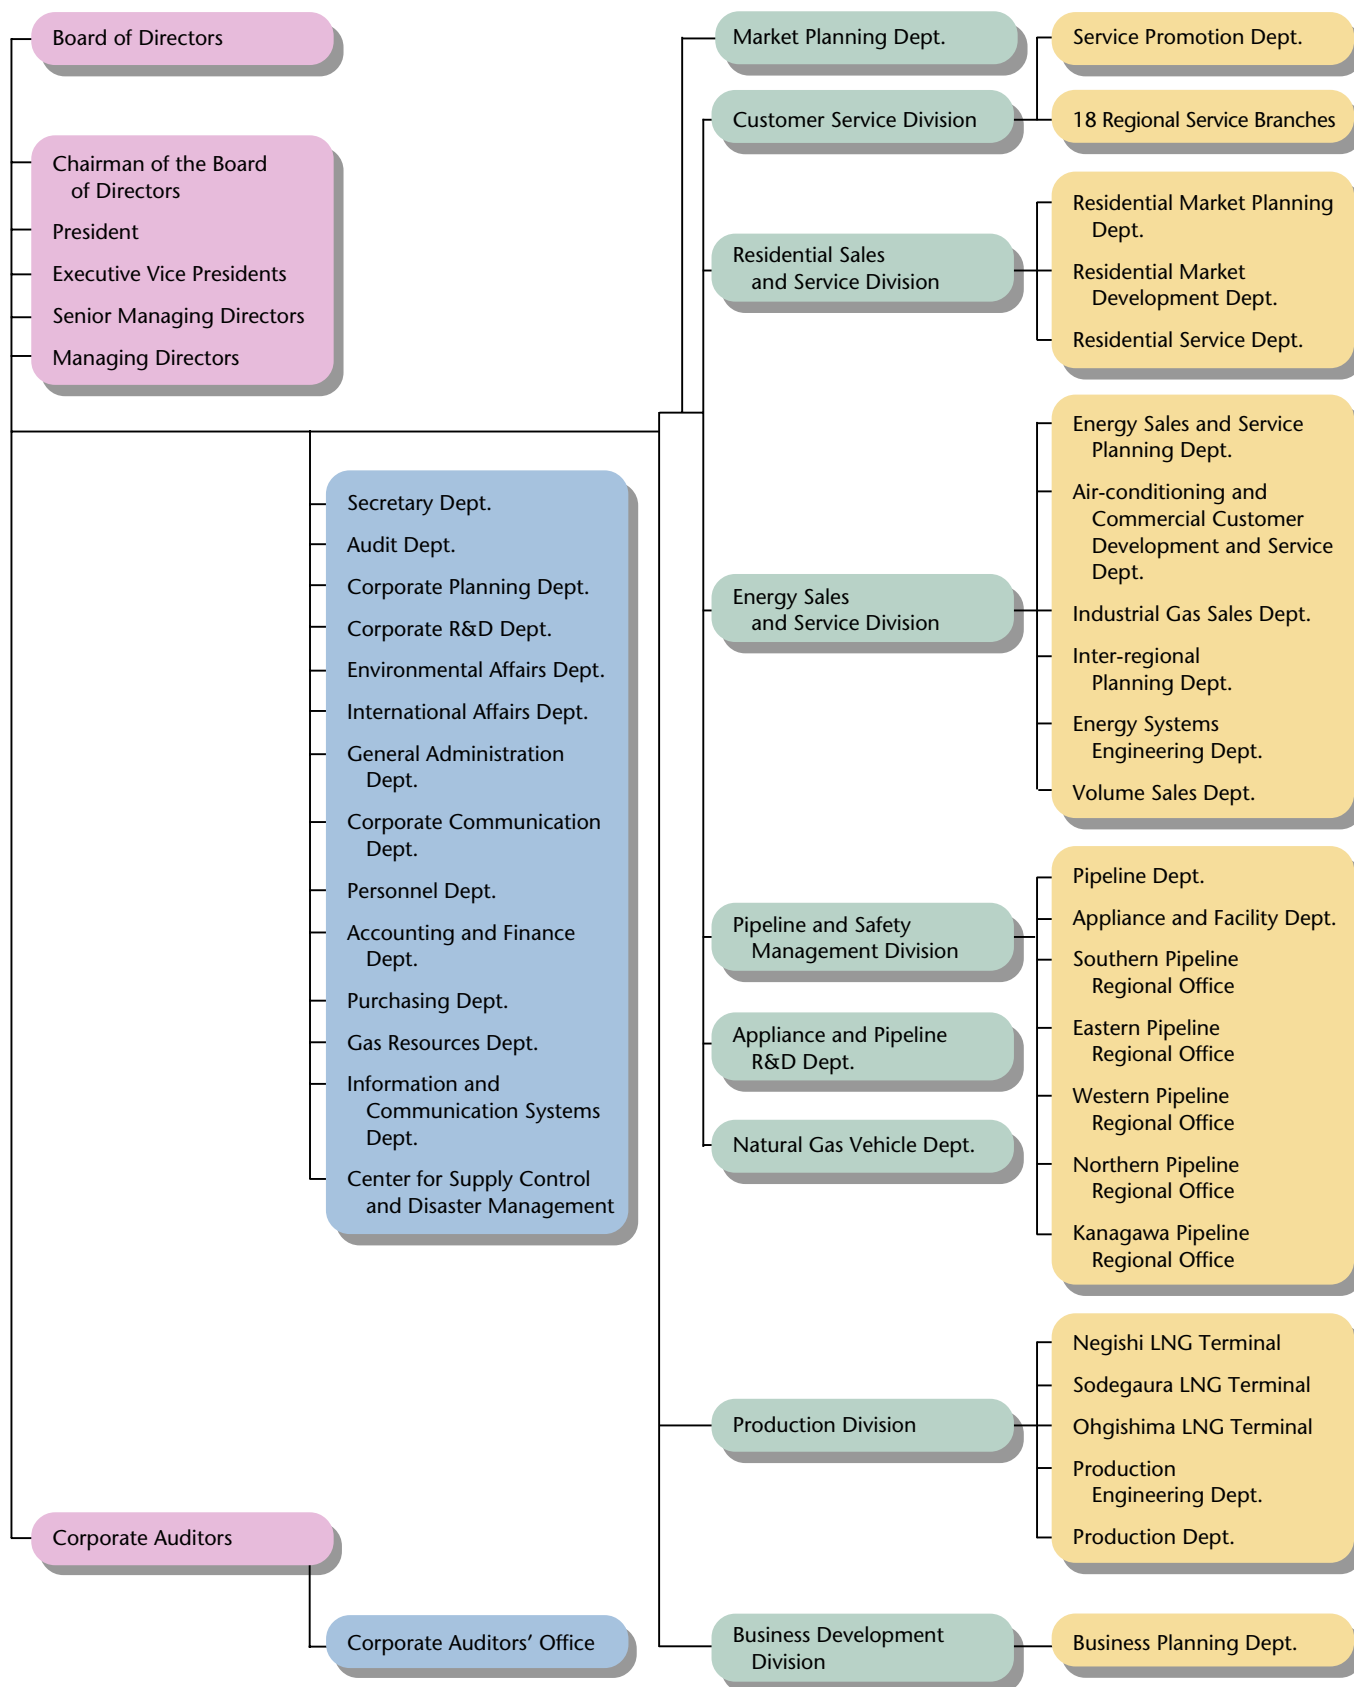 Board of Directors
Chairman of the Board
of Directors
President
Executive Vice Presidents
Senior Managing Directors
Managing Directors
Secretary Dept.
Audit Dept.
Corporate Planning Dept.
Corporate R&D Dept.
Environmental Affairs Dept.
International Affairs Dept.
General Administration
Dept.
Corporate Communication
Dept.
Personnel Dept.
Accounting and Finance
Dept.
Purchasing Dept.
Gas Resources Dept.
Information and
Communication Systems
Dept.
Center for Supply Control
and Disaster Management
Corporate Auditors
Corporate Auditors’ Office
Market Planning Dept.
Customer Service Division
Service Promotion Dept.
18 Regional Service Branches
Residential Sales
and Service Division
Residential Market Planning
Dept.
Residential Market
Development Dept.
Residential Service Dept.
Energy Sales
and Service Division
Energy Sales and Service
Planning Dept.
Air-conditioning and
Commercial Customer
Development and Service
Dept.
Industrial Gas Sales Dept.
Inter-regional
Planning Dept.
Energy Systems
Engineering Dept.
Volume Sales Dept.
Pipeline and Safety
Management Division
Pipeline Dept.
Appliance and Facility Dept.
Southern Pipeline
Regional Office
Eastern Pipeline
Regional Office
Western Pipeline
Regional Office
Northern Pipeline
Regional Office
Kanagawa Pipeline
Regional Office
Appliance and Pipeline
R&D Dept.
Natural Gas Vehicle Dept.
Production Division
Negishi LNG Terminal
Sodegaura LNG Terminal
Ohgishima LNG Terminal
Production
Engineering Dept.
Production Dept.
Business Development
Division
Business Planning Dept.